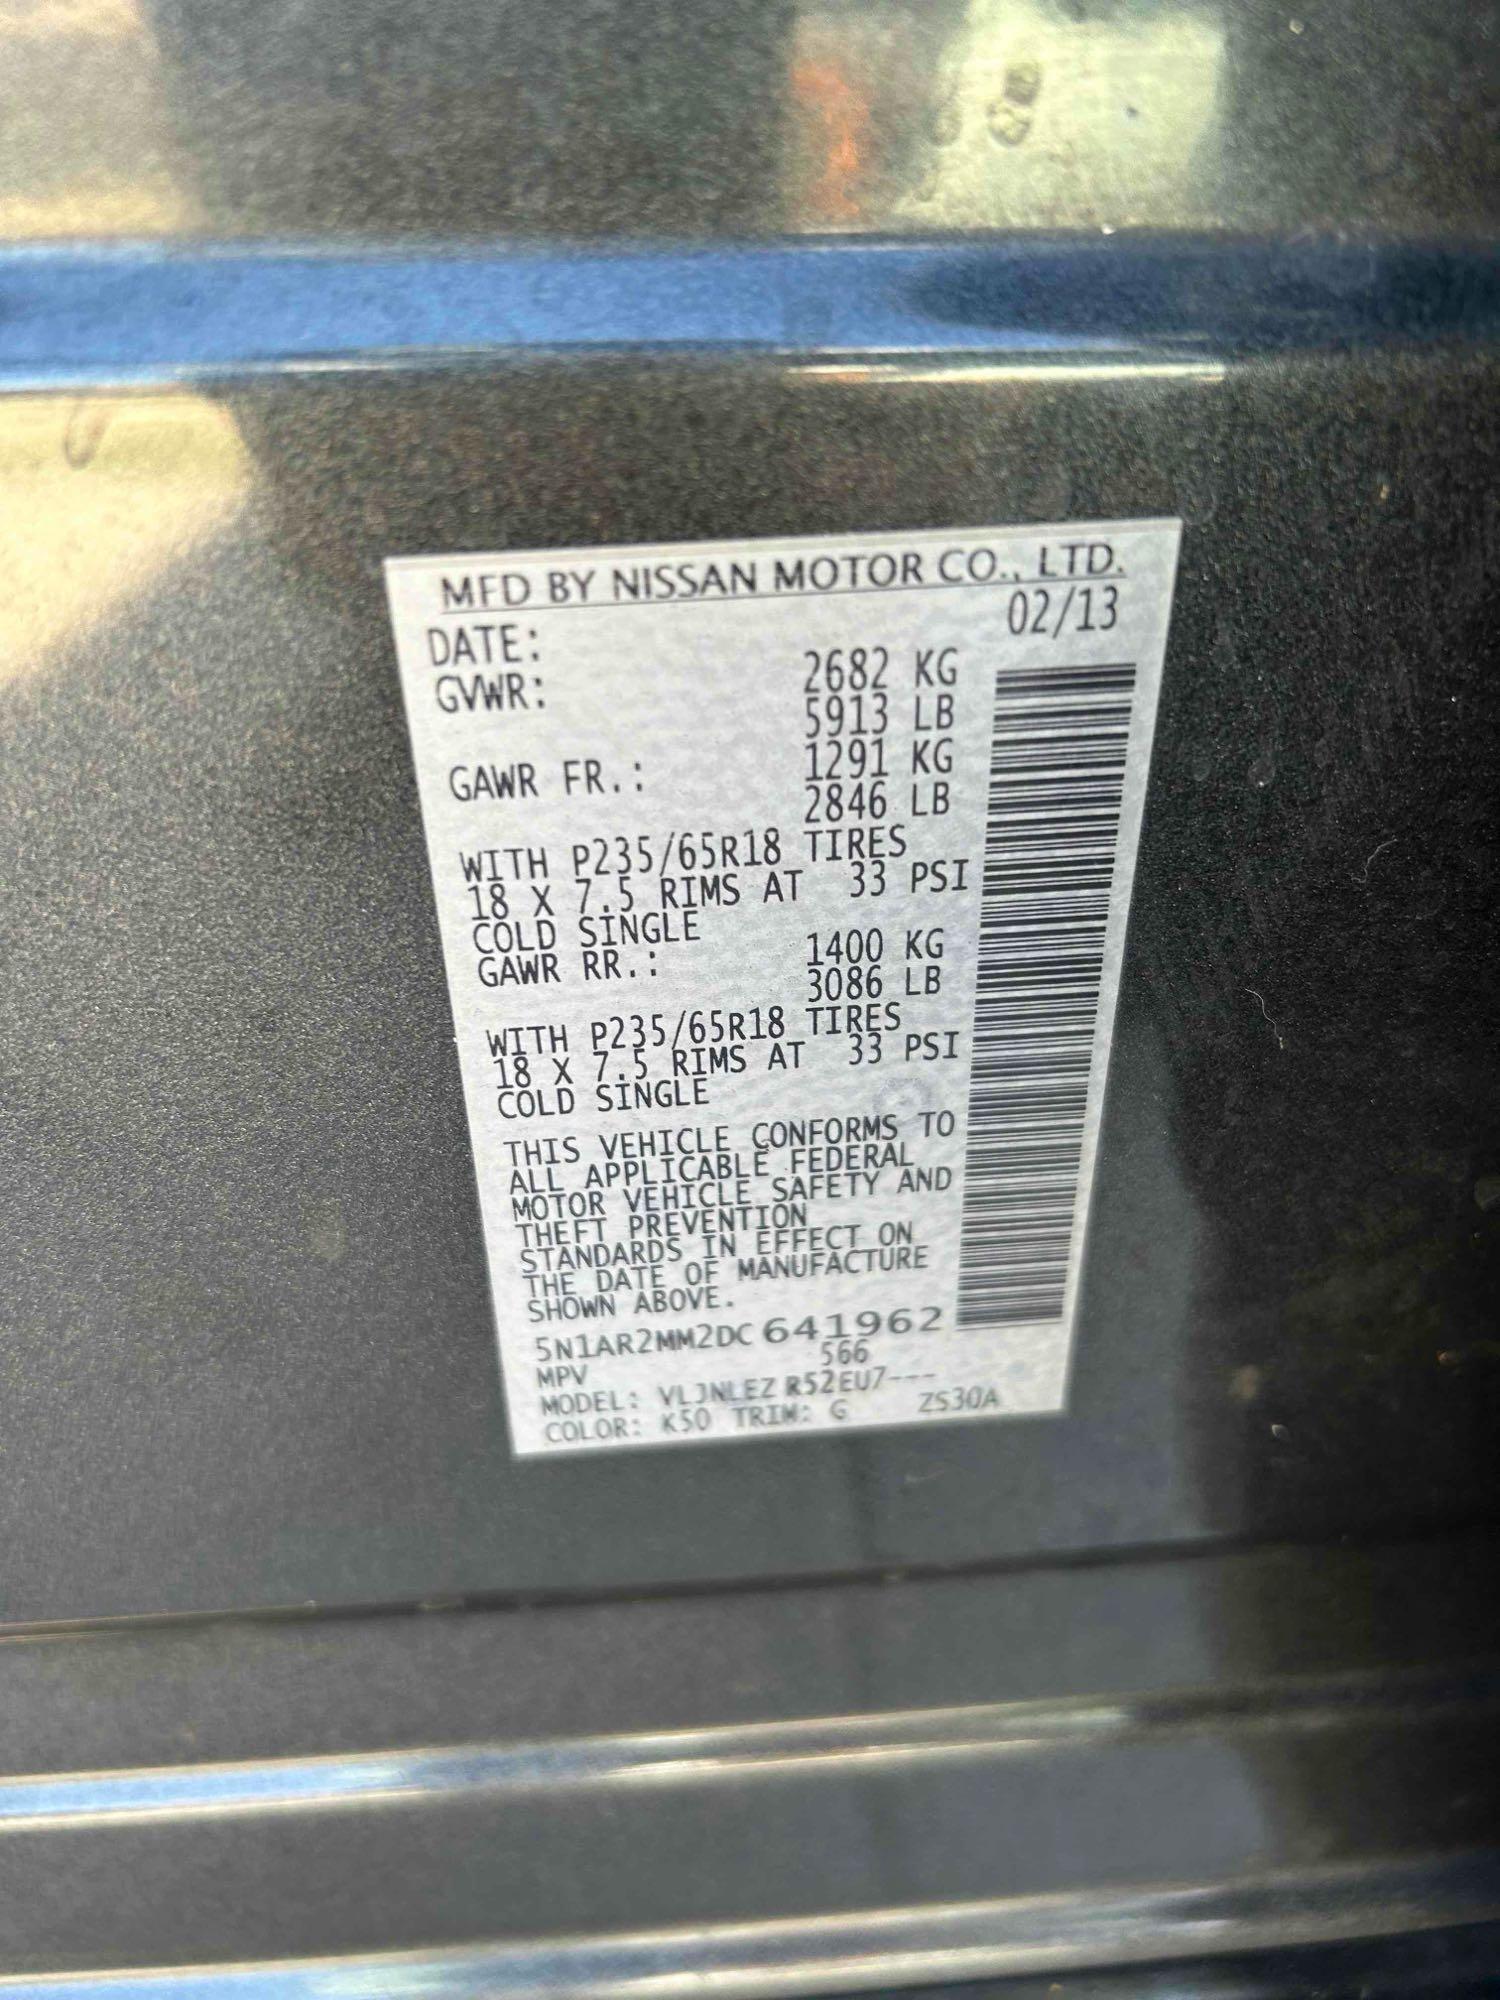 MFD BY NISSAN MOTOR CO., LTD.
DATE: 02/13
GVWR: 2682 KG
5913 LB
GAWR FR.: 1291 KG
2846 LB
WITH P235/65R18 TIRES
18 X 7.5 RIMS AT 33 PSI
COLD SINGLE
GAWR RR.: 1400 KG
3086 LB
WITH P235/65R18 TIRES
18 X 7.5 RIMS AT 33 PSI
COLD SINGLE
THIS VEHICLE CONFORMS TO
ALL APPLICABLE FEDERAL
MOTOR VEHICLE SAFETY AND
THEFT PREVENTION
STANDARDS IN EFFECT ON
THE DATE OF MANUFACTURE
SHOWN ABOVE.
5N1AR2MM2DC 641962
MPV 566
MODEL: VLJNLEZ R52EU7---
COLOR: K50 TRIM: G ZS30A